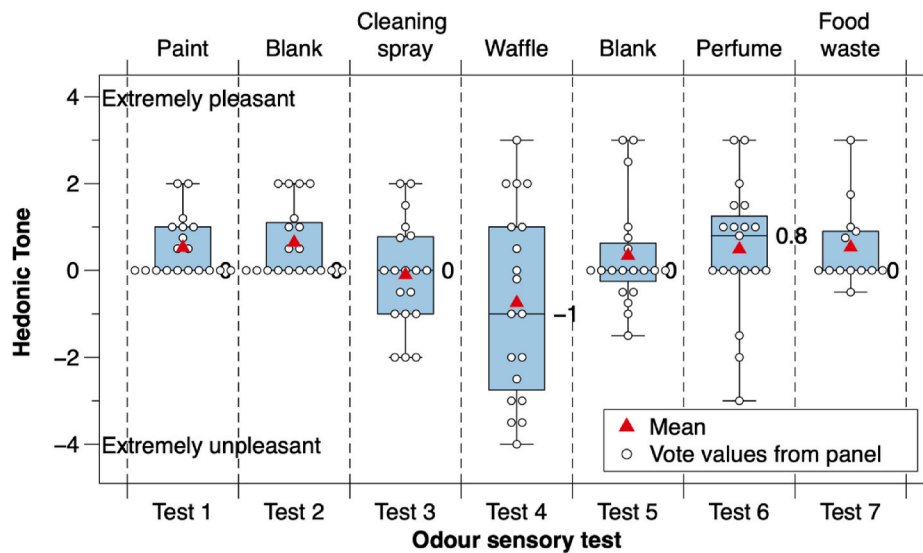 Cleaning
Food
Paint
Blank
spray
Waffle
Blank
Perfume
waste
4
Extremely pleasant
2
0
0
0
0
0
0
0.8
−1
−2
−4
Extremely unpleasant
Hedonic Tone
Mean
Vote values from panel
Test 1
Test 2
Test 3
Test 4
Test 5
Test 6
Test 7
Odour sensory test